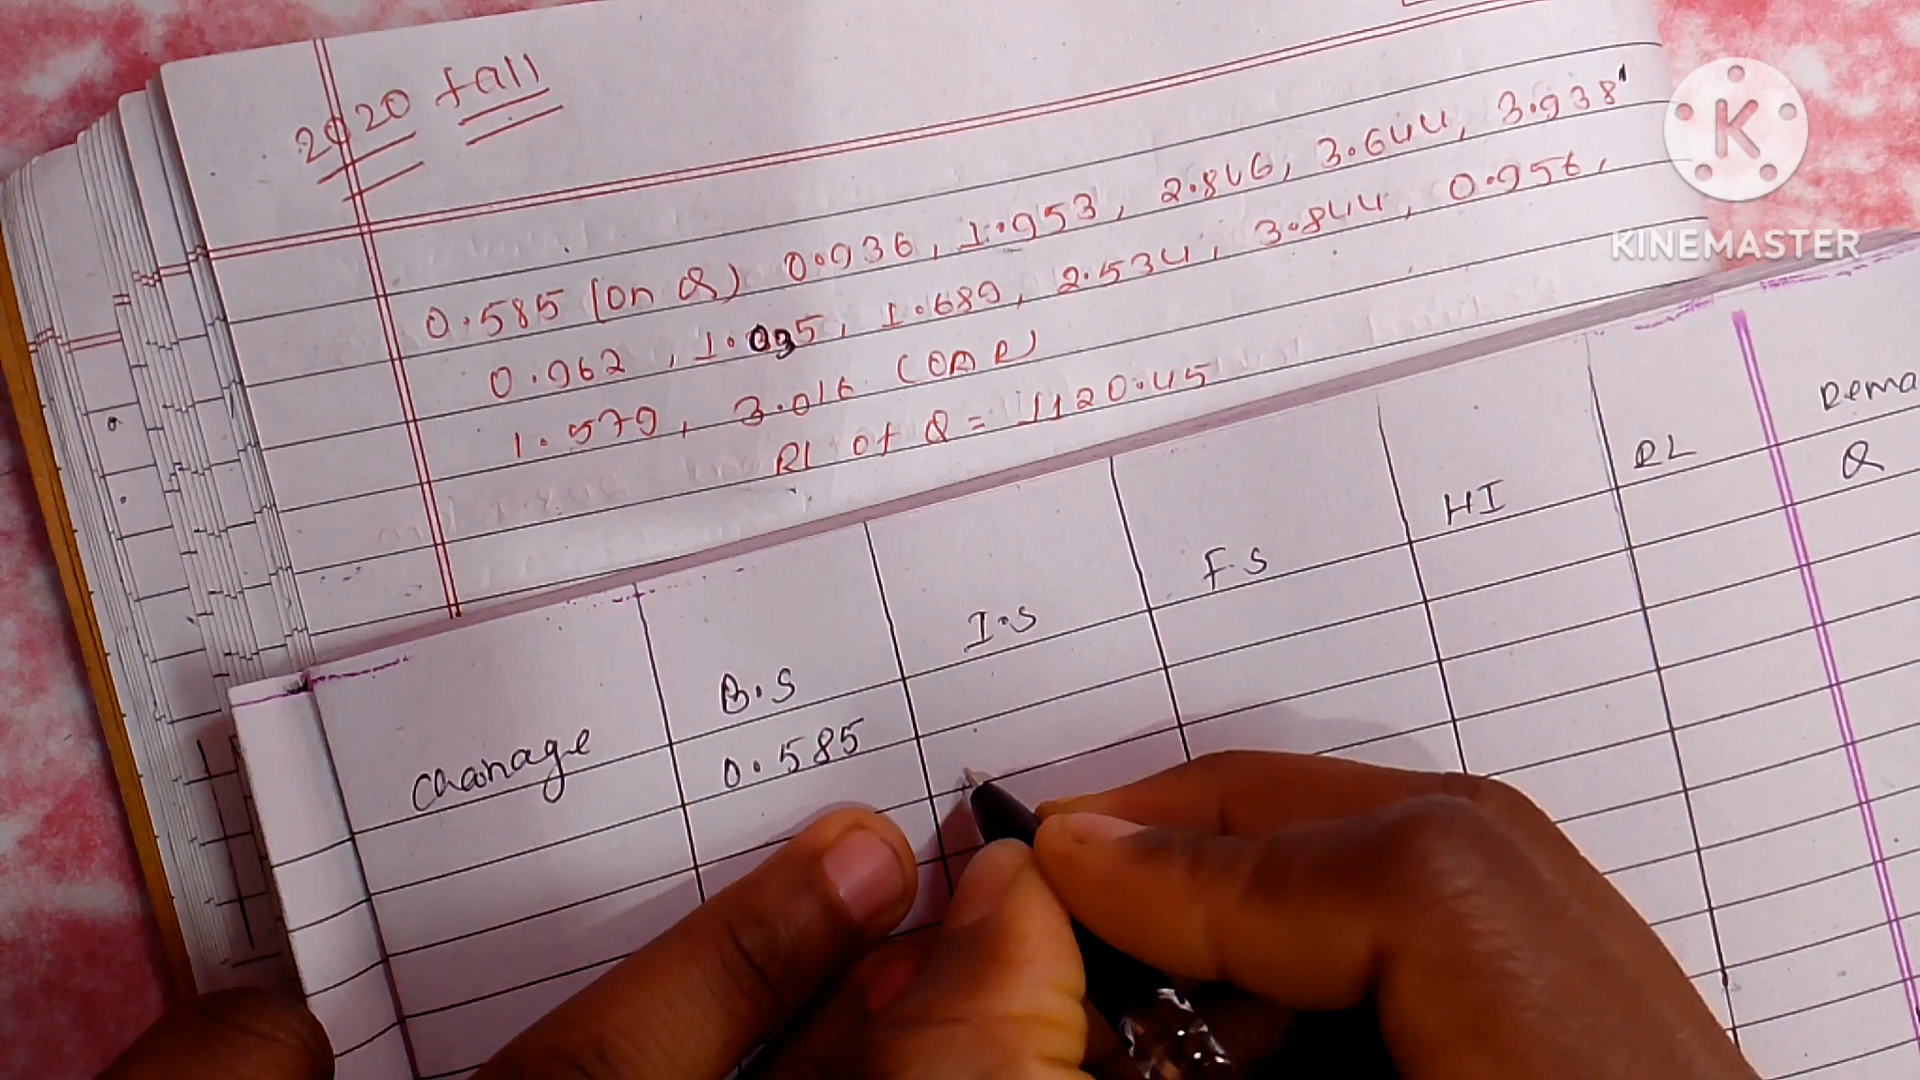 2020 fall
0.585 (on Q) 0.936, 1.953, 2.846, 3.644, 3.938,
0.962, 1.035, 1.689, 2.534, 3.844, 0.956,
1.579, 3.016 (on R)
RL of Q = 1120.45
chainage B.S I.S F.S HI RL Rema
0.585 Q
K
KINEMASTER